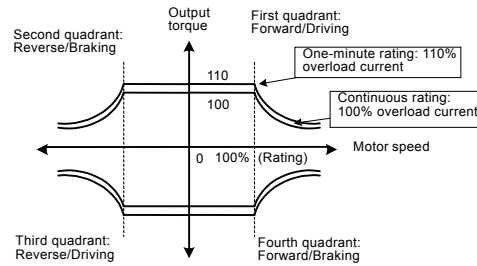 Output
torque
First quadrant:
Forward/Driving
Second quadrant:
Reverse/Braking
One-minute rating: 110%
overload current
110
100
Continuous rating:
100% overload current
0 100% (Rating)
Motor speed
Third quadrant:
Reverse/Driving
Fourth quadrant:
Forward/Braking